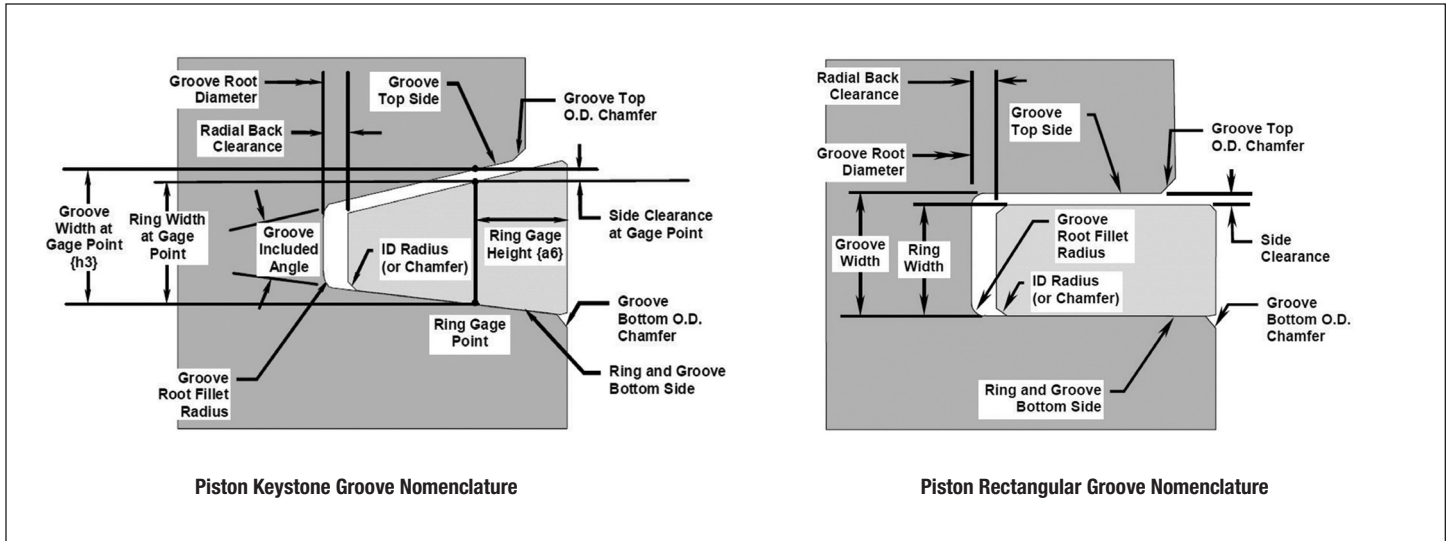 Groove Root
Diameter
Radial Back
Clearance
Groove
Top Side
Groove Top
O.D. Chamfer
Groove
Width at
Gage Point
{h3}
Ring Width
at Gage
Point
Groove
Included
Angle
ID Radius
(or Chamfer)
Ring Gage
Height {a6}
Side Clearance
at Gage Point
Ring Gage
Point
Groove
Bottom O.D.
Chamfer
Groove
Root Fillet
Radius
Ring and Groove
Bottom Side
Piston Keystone Groove Nomenclature
Radial Back
Clearance
Groove
Top Side
Groove Top
O.D. Chamfer
Groove Root
Diameter
Groove
Width
Ring
Width
Groove
Root Fillet
Radius
ID Radius
(or Chamfer)
Side
Clearance
Groove
Bottom O.D.
Chamfer
Ring and Groove
Bottom Side
Piston Rectangular Groove Nomenclature